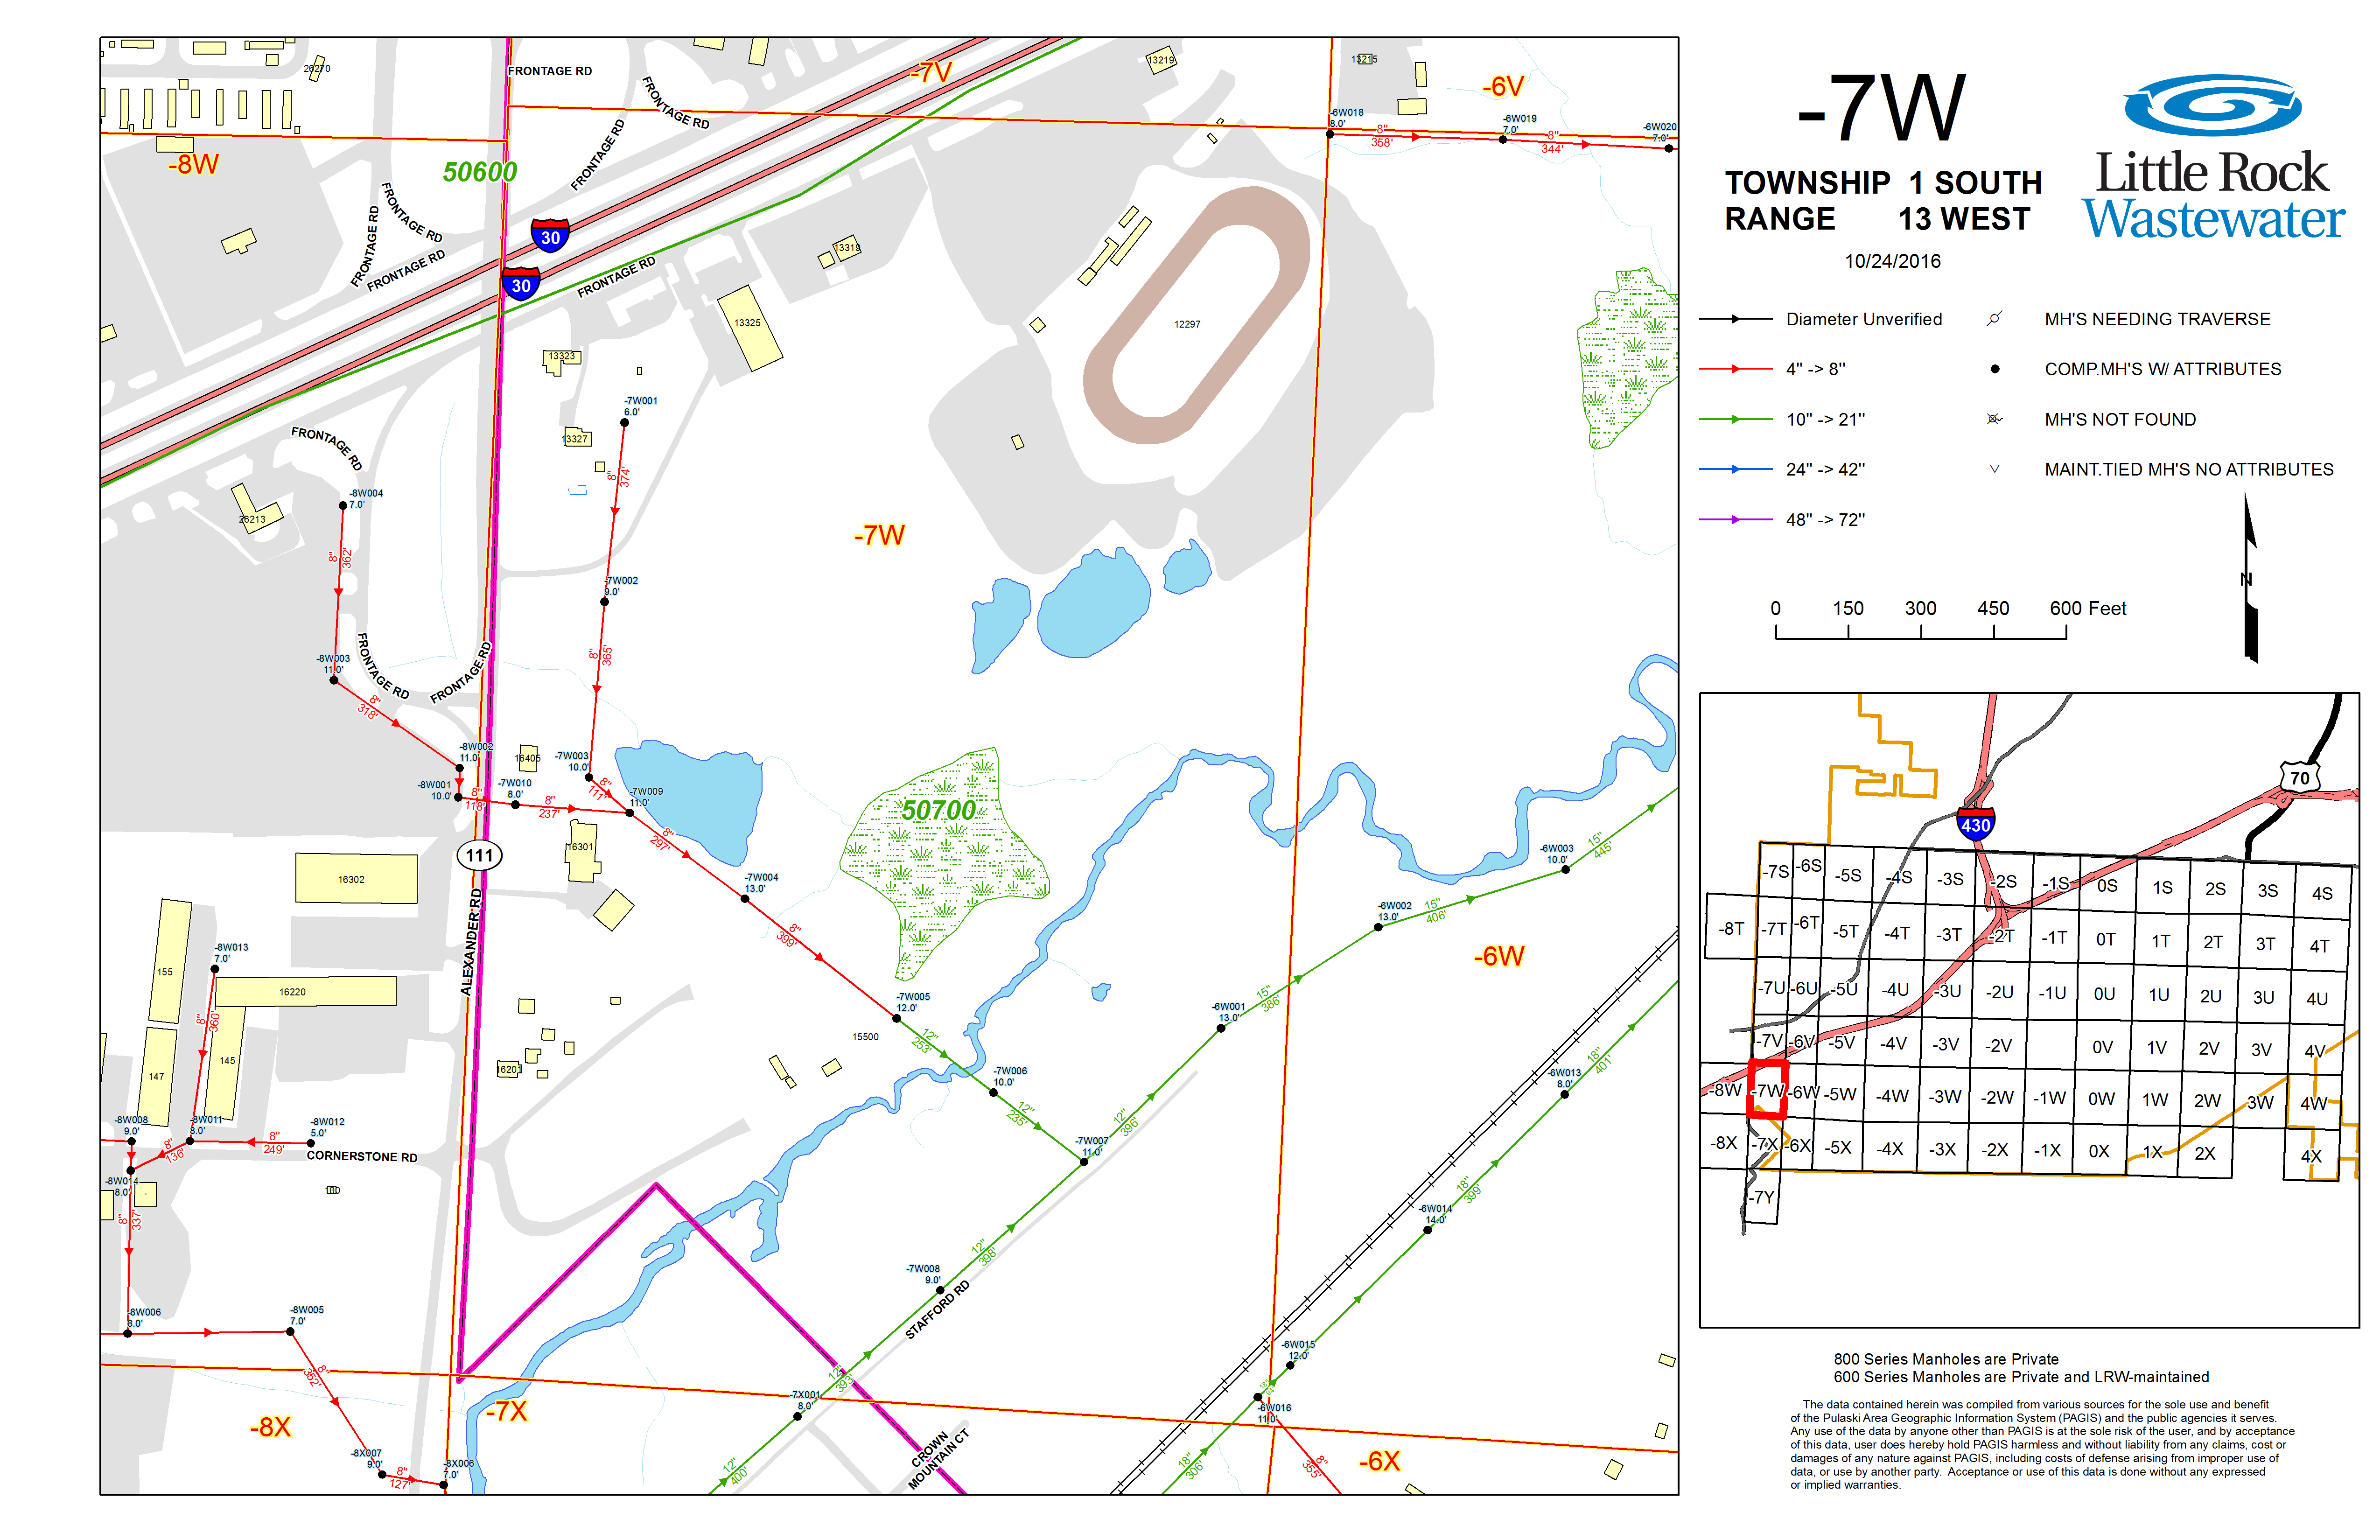 -7W
TOWNSHIP 1 SOUTH
RANGE 13 WEST
10/24/2016
Little Rock
Wastewater
Diameter Unverified
4" -> 8"
10" -> 21"
24" -> 42"
48" -> 72"
MH'S NEEDING TRAVERSE
COMP.MH'S W/ ATTRIBUTES
MH'S NOT FOUND
MAINT.TIED MH'S NO ATTRIBUTES
N
0 150 300 450 600 Feet
26270
FRONTAGE RD
FRONTAGE RD
FRONTAGE RD
-7V
13219
13215
-6V
-8W
50600
-6W018
8.0'
8"
358'
-6W019
7.0'
8"
344'
-6W020
7.0'
FRONTAGE RD
FRONTAGE RD
FRONTAGE RD
30
30
FRONTAGE RD
13319
13325
12297
13323
13327
-7W001
6.0'
8"
374'
FRONTAGE RD
26213
-8W004
7.0'
8"
362'
-7W
-7W002
9.0'
8"
365'
-8W003
11.0'
8"
318'
FRONTAGE RD
FRONTAGE RD
-8W002
11.0'
-8W001
10.0'
8"
118'
16405
-7W010
8.0'
8"
237'
-7W003
10.0'
8"
111'
-7W009
11.0'
8"
297'
111
16301
16302
ALEXANDER RD
-7W004
13.0'
8"
399'
50700
-6W003
10.0'
15"
445'
-6W002
13.0'
15"
406'
-6W
155
-8W013
7.0'
16220
8"
360'
145
147
-7W005
12.0'
12"
253'
15500
-6W001
13.0'
15"
386'
16201
-7W006
10.0'
12"
235'
-7W007
11.0'
12"
396'
-6W013
8.0'
18"
401'
-8W008
9.0'
-8W011
8.0'
8"
136'
8"
249'
-8W012
5.0'
CORNERSTONE RD
-8W014
8.0'
8"
337'
100
-6W014
14.0'
18"
399'
-7W008
9.0'
12"
398'
STAFFORD RD
-8W006
8.0'
-8W005
7.0'
8"
352'
-6W015
12.0'
-7X001
8.0'
12"
393'
-6W016
11.0'
-8X
-7X
-6X
-8X007
9.0'
8"
127'
-8X006
7.0'
12"
400'
CROWN
MOUNTAIN CT
18"
306'
8"
355'
70
430
-7S -6S -5S -4S -3S -2S -1S 0S 1S 2S 3S 4S
-8T -7T -6T -5T -4T -3T -2T -1T 0T 1T 2T 3T 4T
-7U -6U -5U -4U -3U -2U -1U 0U 1U 2U 3U 4U
-7V -6V -5V -4V -3V -2V 0V 1V 2V 3V 4V
-8W -7W -6W -5W -4W -3W -2W -1W 0W 1W 2W 3W 4W
-8X -7X -6X -5X -4X -3X -2X -1X 0X 1X 2X 4X
-7Y
800 Series Manholes are Private
600 Series Manholes are Private and LRW-maintained
The data contained herein was compiled from various sources for the sole use and benefit
of the Pulaski Area Geographic Information System (PAGIS) and the public agencies it serves.
Any use of the data by anyone other than PAGIS is at the sole risk of the user, and by acceptance
of this data, user does hereby hold PAGIS harmless and without liability from any claims, cost or
damages of any nature against PAGIS, including costs of defense arising from improper use of
data, or use by another party. Acceptance or use of this data is done without any expressed
or implied warranties.